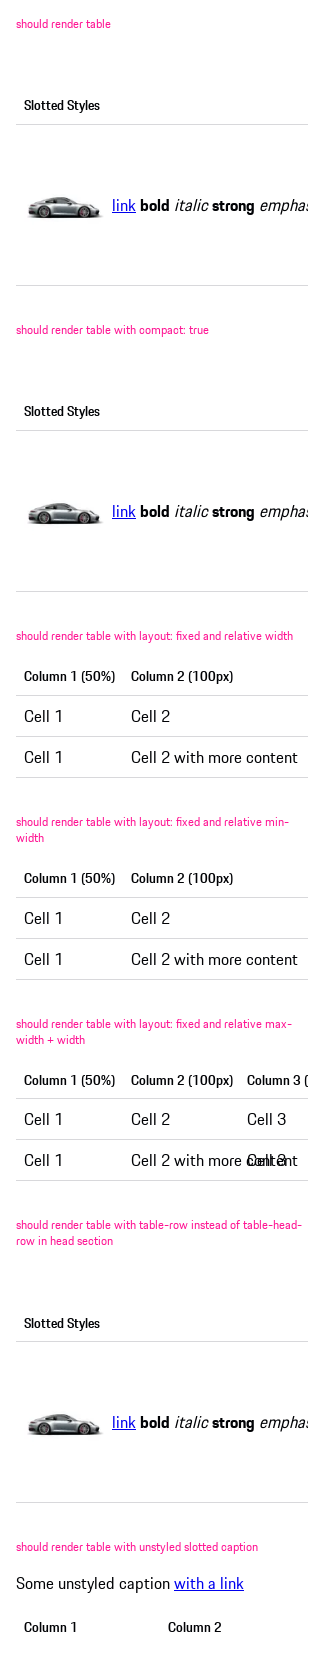 should render table
Slotted Styles
link bold italic strong emphas
should render table with compact: true
Slotted Styles
link bold italic strong emphas
should render table with layout: fixed and relative width
Column 1 (50%) Column 2 (100px)
Cell 1 Cell 2
Cell 1 Cell 2 with more content
should render table with layout: fixed and relative min-
width
Column 1 (50%) Column 2 (100px)
Cell 1 Cell 2
Cell 1 Cell 2 with more content
should render table with layout: fixed and relative max-
width + width
Column 1 (50%) Column 2 (100px) Column 3 (
Cell 1 Cell 2 Cell 3
Cell 1 Cell 2 with more content Cell 3
should render table with table-row instead of table-head-
row in head section
Slotted Styles
link bold italic strong emphas
should render table with unstyled slotted caption
Some unstyled caption with a link
Column 1 Column 2